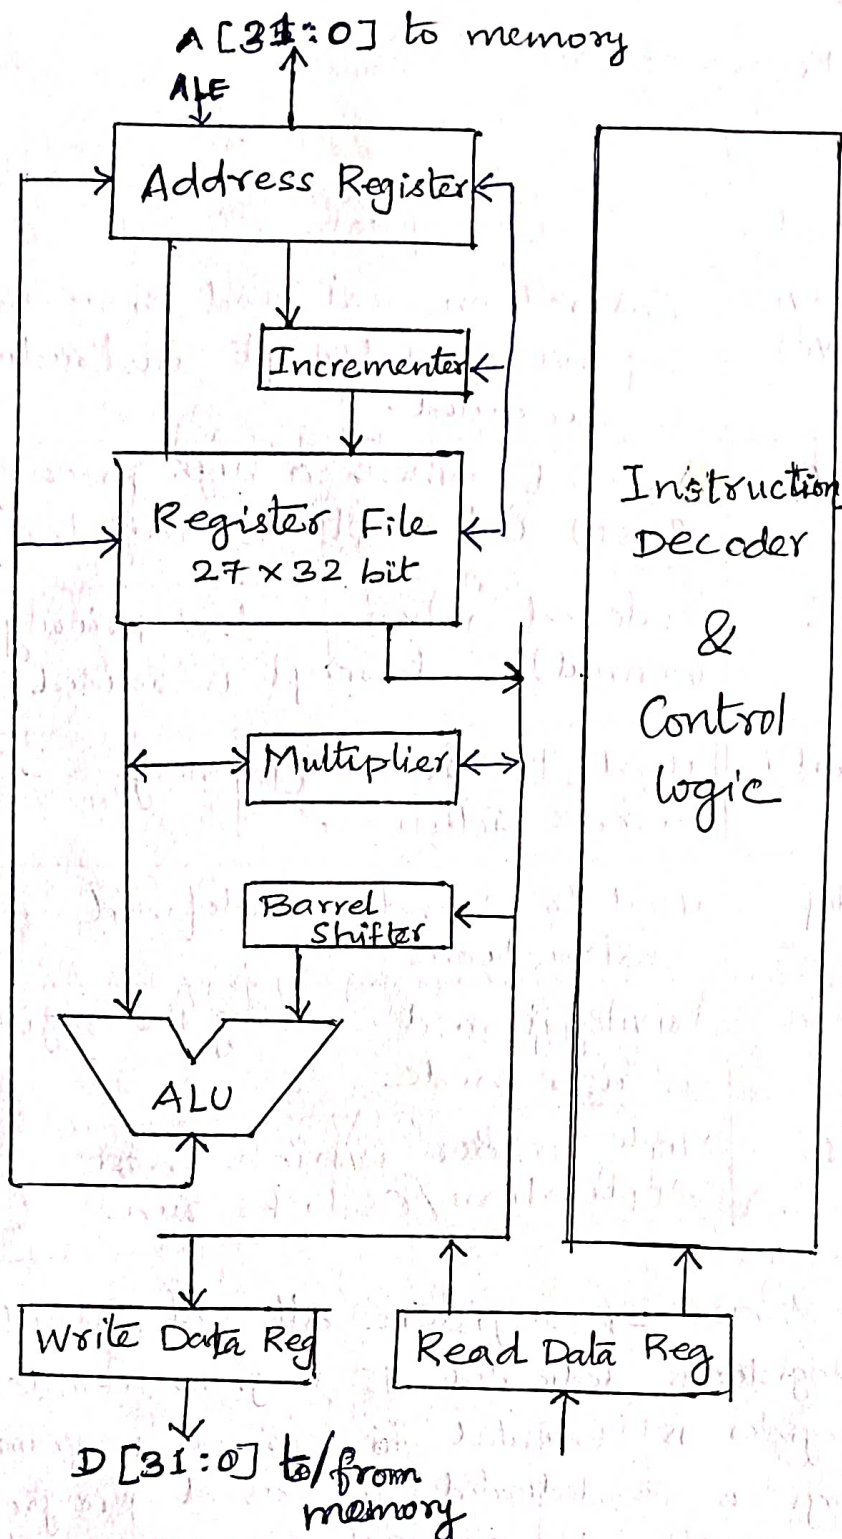 A [31:0] to memory
ALE
Address Register
Incrementer
Register File
27 x 32 bit
Instruction
Decoder
&
Control
logic
Multiplier
Barrel
Shifter
ALU
Write Data Reg
Read Data Reg
D [31:0] to/from
memory